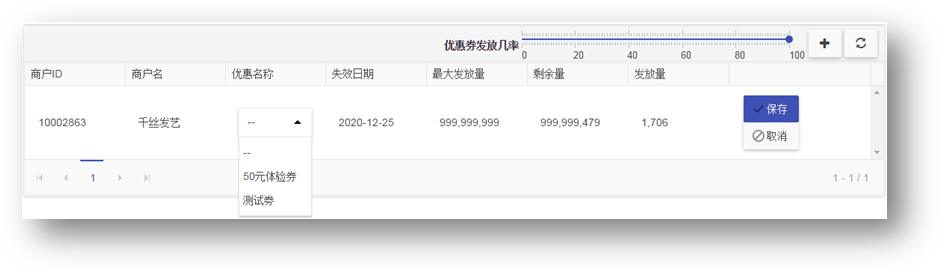 优惠劵发放几率
0 20 40 60 80 100
商户ID 商户名 优惠名称 失效日期 最大发放量 剩余量 发放量
10002863 千丝发艺 -- 2020-12-25 999,999,999 999,999,479 1,706 保存
取消
--
50元体验劵
测试劵
1 1 - 1 / 1